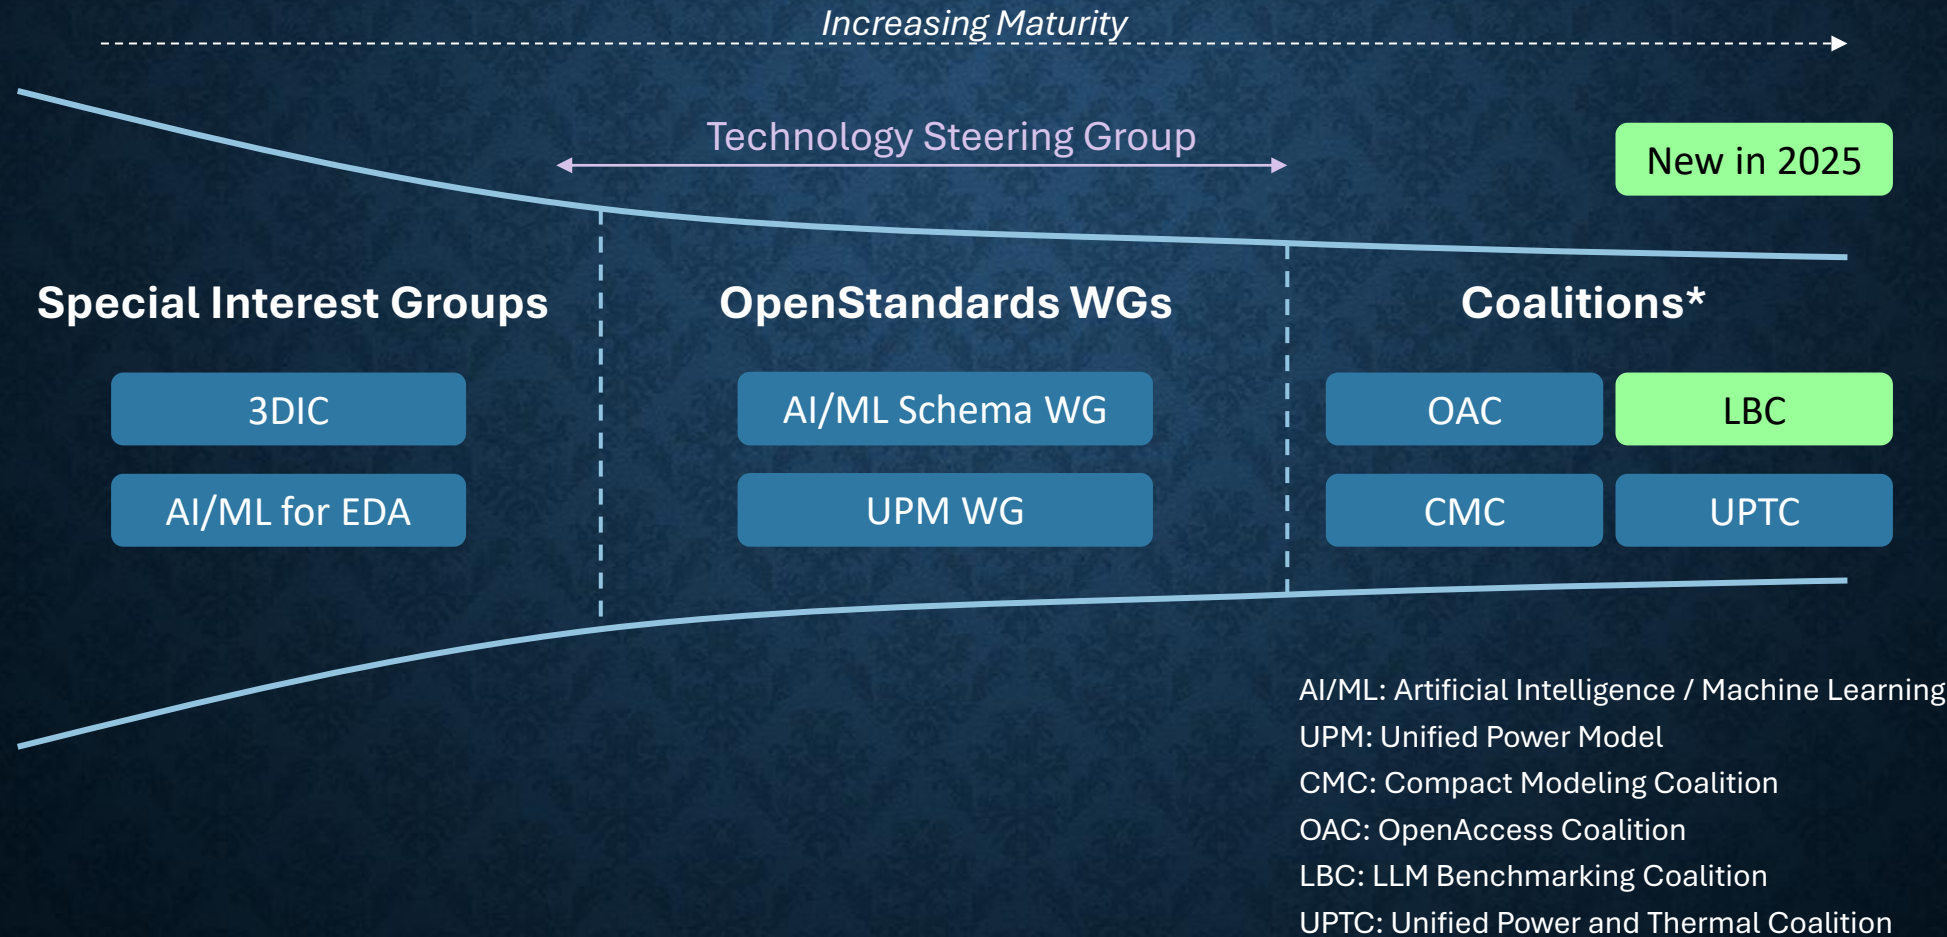 Increasing Maturity
Technology Steering Group
New in 2025
Special Interest Groups
OpenStandards WGs
Coalitions*
3DIC
AI/ML Schema WG
OAC
LBC
AI/ML for EDA
UPM WG
CMC
UPTC
AI/ML: Artificial Intelligence / Machine Learning
UPM: Unified Power Model
CMC: Compact Modeling Coalition
OAC: OpenAccess Coalition
LBC: LLM Benchmarking Coalition
UPTC: Unified Power and Thermal Coalition